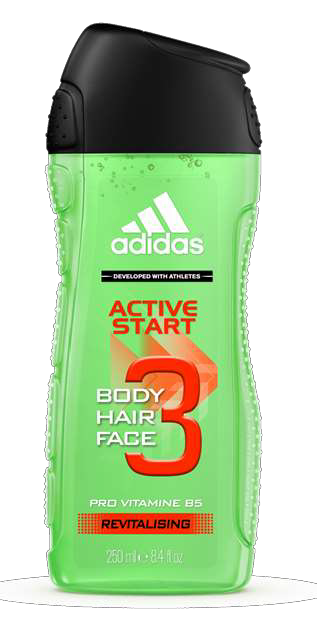 adidas
DEVELOPED WITH ATHLETES
ACTIVE
START
3
BODY
HAIR
FACE
PRO VITAMINE B5
REVITALISING
250 ml ℮ 8.4 fl.oz